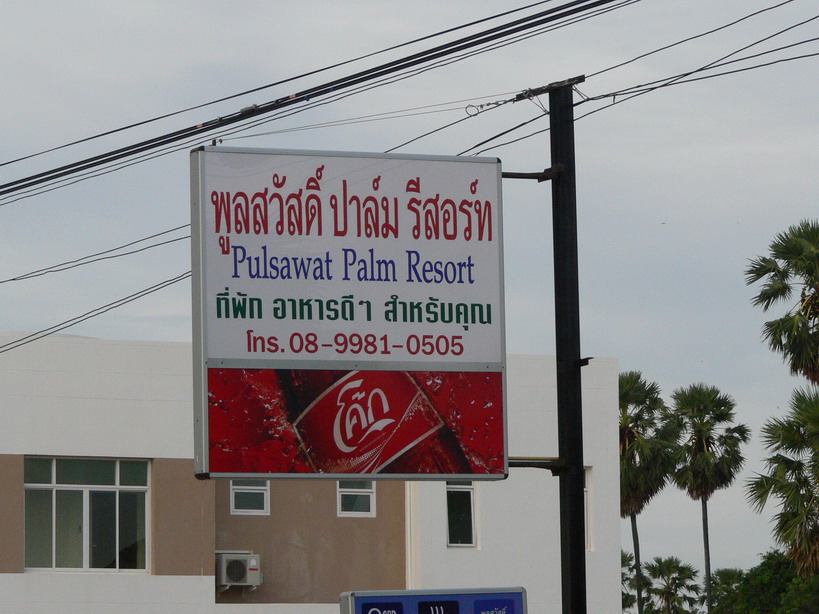 พูลสวัสดิ์ ปาล์ม รีสอร์ท
Pulsawat Palm Resort
ที่พัก อาหารดีๆ สำหรับคุณ
โทร. 08-9981-0505
โค้ก